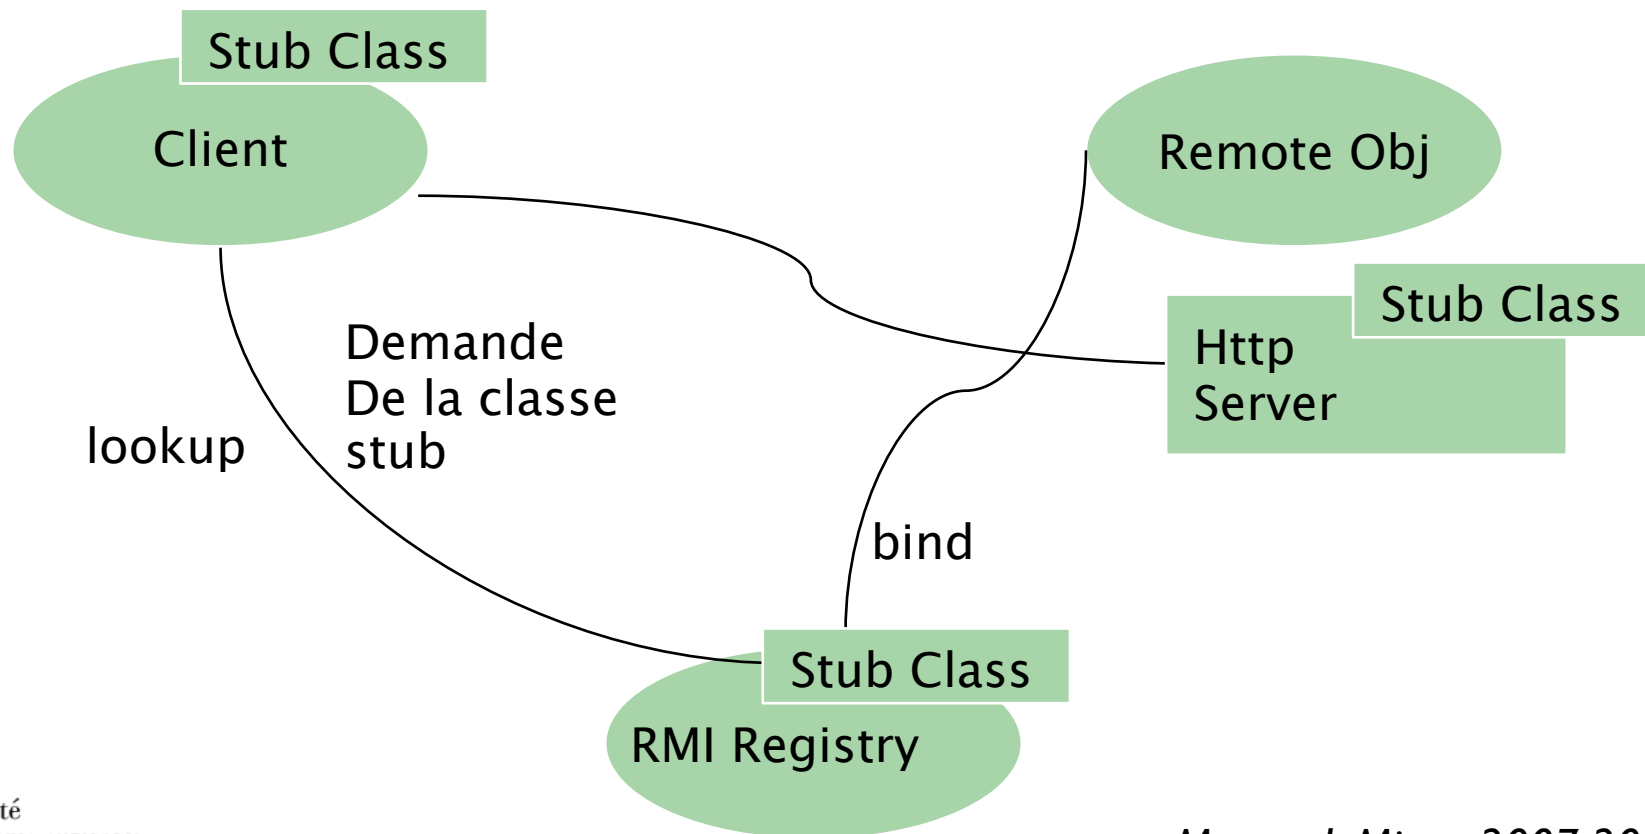 Stub Class
Client
Remote Obj
Stub Class
Http
Server
Demande
De la classe
stub
lookup
bind
Stub Class
RMI Registry
té